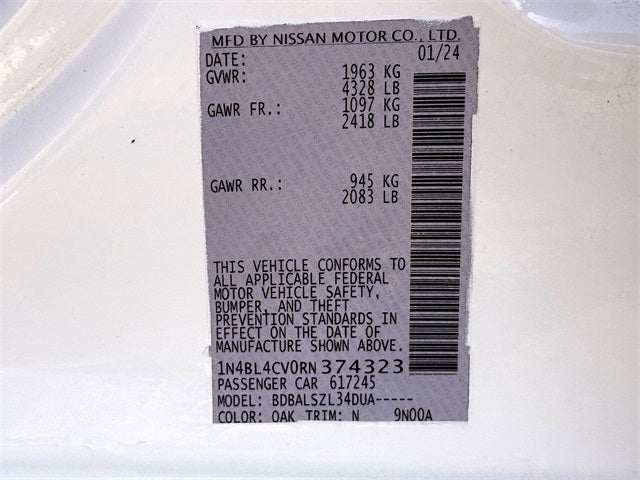 MFD BY NISSAN MOTOR CO., LTD.
DATE: 01/24
GVWR: 1963 KG
4328 LB
GAWR FR.: 1097 KG
2418 LB
GAWR RR.: 945 KG
2083 LB
THIS VEHICLE CONFORMS TO
ALL APPLICABLE FEDERAL
MOTOR VEHICLE SAFETY,
BUMPER, AND THEFT
PREVENTION STANDARDS IN
EFFECT ON THE DATE OF
MANUFACTURE SHOWN ABOVE.
1N4BL4CV0RN374323
PASSENGER CAR 617245
MODEL: BDBALSZL34DUA-----
COLOR: QAK TRIM: N 9N00A